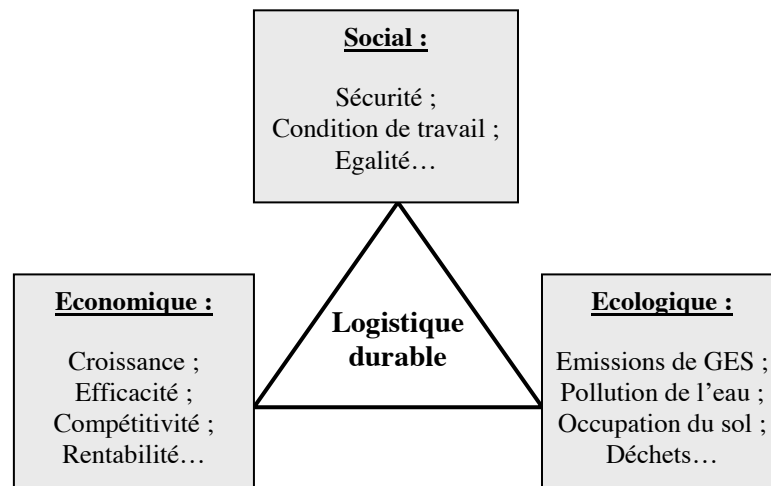 Social :
Sécurité ;
Condition de travail ;
Egalité…
Economique :
Croissance ;
Efficacité ;
Compétitivité ;
Rentabilité…
Logistique
durable
Ecologique :
Emissions de GES ;
Pollution de l’eau ;
Occupation du sol ;
Déchets…